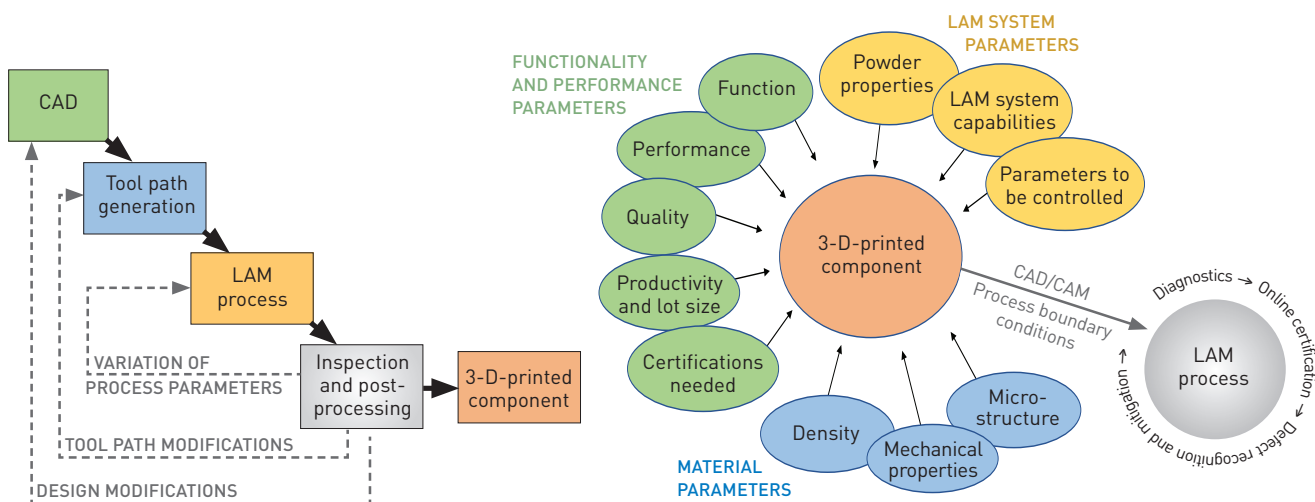 CAD
Tool path
generation
LAM
process
Inspection
and post-
processing
3-D-printed
component
VARIATION OF
PROCESS PARAMETERS
TOOL PATH MODIFICATIONS
DESIGN MODIFICATIONS
FUNCTIONALITY
AND PERFORMANCE
PARAMETERS
Function
Performance
Quality
Productivity
and lot size
Certifications
needed
LAM SYSTEM
PARAMETERS
Powder
properties
LAM system
capabilities
Parameters to
be controlled
3-D-printed
component
MATERIAL
PARAMETERS
Density
Mechanical
properties
Micro-
structure
CAD/CAM
Process boundary
conditions
Diagnostics → Online certification → Defect recognition and mitigation →
LAM
process